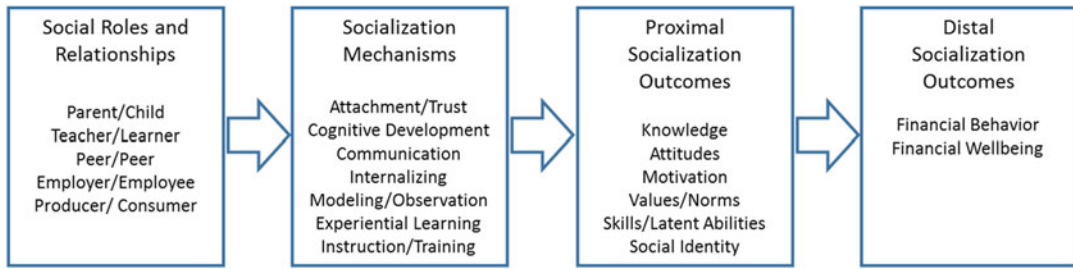 Social Roles and
Relationships
Parent/Child
Teacher/Learner
Peer/Peer
Employer/Employee
Producer/ Consumer
Socialization
Mechanisms
Attachment/Trust
Cognitive Development
Communication
Internalizing
Modeling/Observation
Experiential Learning
Instruction/Training
Proximal
Socialization
Outcomes
Knowledge
Attitudes
Motivation
Values/Norms
Skills/Latent Abilities
Social Identity
Distal
Socialization
Outcomes
Financial Behavior
Financial Wellbeing